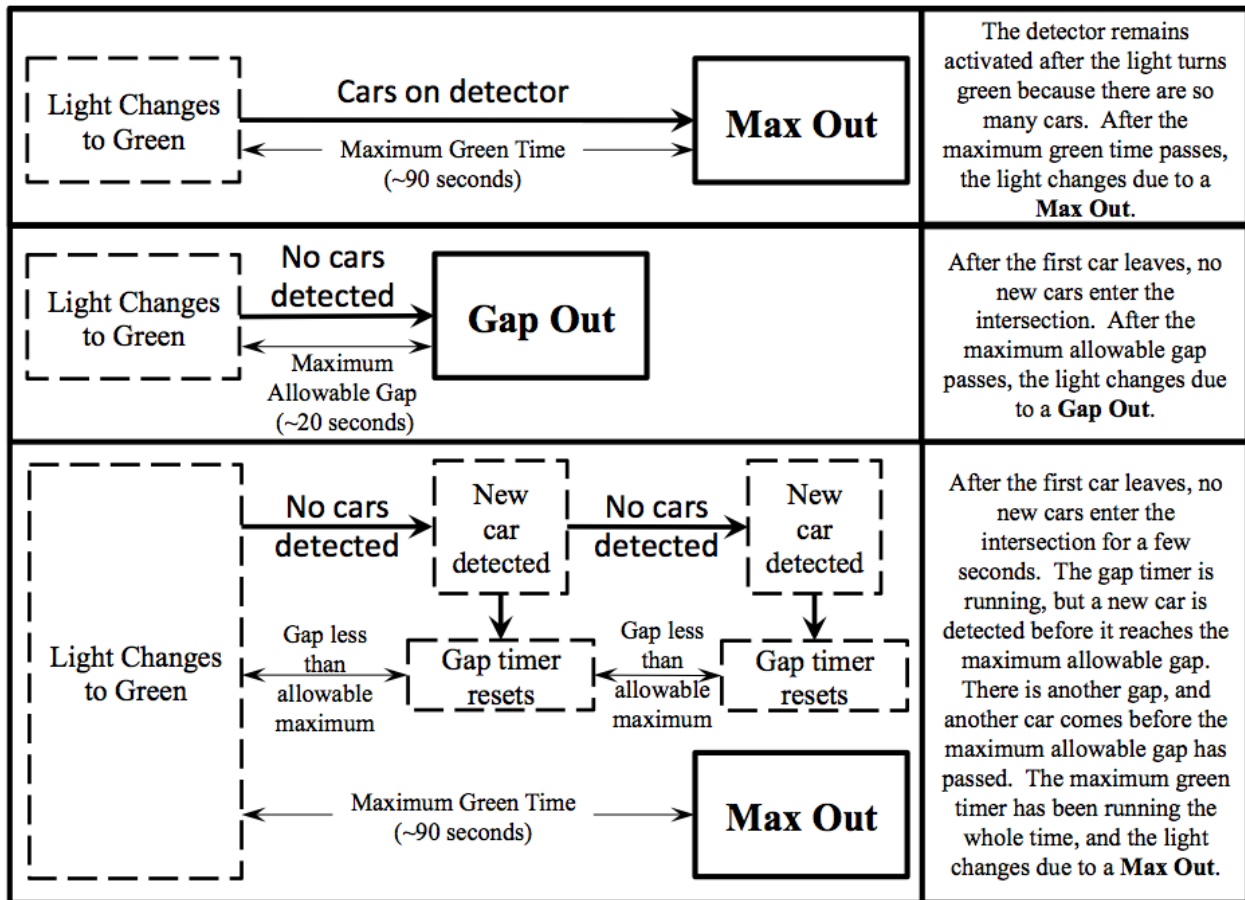 Light Changes
to Green
Cars on detector
Maximum Green Time
(~90 seconds)
Max Out
The detector remains
activated after the light turns
green because there are so
many cars. After the
maximum green time passes,
the light changes due to a
Max Out.
Light Changes
to Green
No cars
detected
Maximum
Allowable Gap
(~20 seconds)
Gap Out
After the first car leaves, no
new cars enter the
intersection. After the
maximum allowable gap
passes, the light changes due
to a Gap Out.
Light Changes
to Green
No cars
detected
New
car
detected
No cars
detected
New
car
detected
Gap less
than
allowable
maximum
Gap timer
resets
Gap less
than
allowable
maximum
Gap timer
resets
Maximum Green Time
(~90 seconds)
Max Out
After the first car leaves, no
new cars enter the
intersection for a few
seconds. The gap timer is
running, but a new car is
detected before it reaches the
maximum allowable gap.
There is another gap, and
another car comes before the
maximum allowable gap has
passed. The maximum green
timer has been running the
whole time, and the light
changes due to a Max Out.